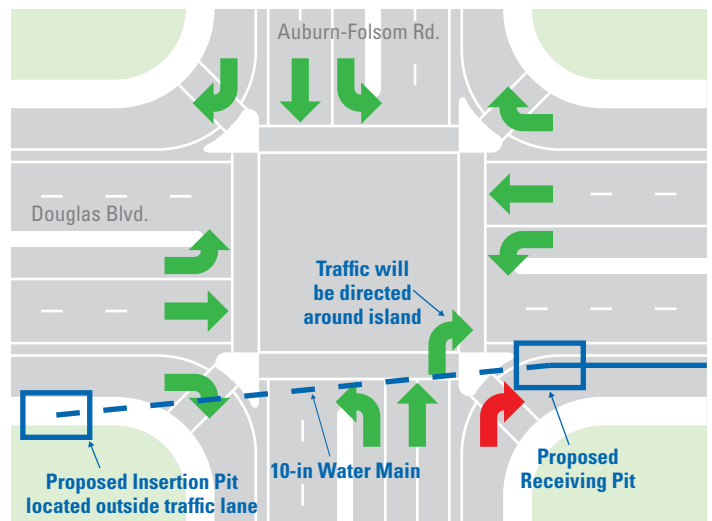 Auburn-Folsom Rd.
Douglas Blvd.
Traffic will
be directed
around island
10-in Water Main
Proposed Insertion Pit
located outside traffic lane
Proposed
Receiving Pit